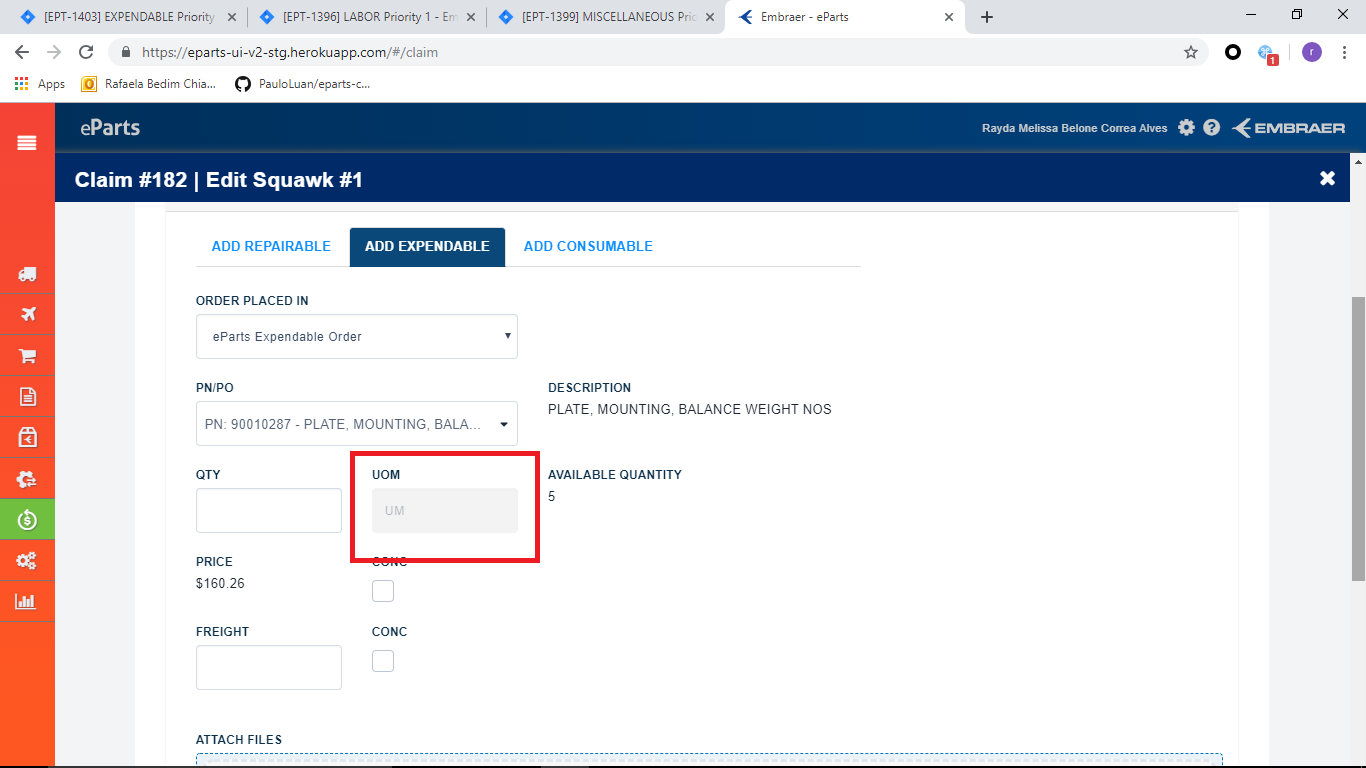 [EPT-1403] EXPENDABLE Priority
[EPT-1396] LABOR Priority 1 - Em
[EPT-1399] MISCELLANEOUS Pric
Embraer - eParts
https://eparts-ui-v2-stg.herokuapp.com/#/claim
1
r
Apps
Rafaela Bedim Chia...
PauloLuan/eparts-c...
eParts
Rayda Melissa Belone Correa Alves
EMBRAER
Claim #182 | Edit Squawk #1
ADD REPAIRABLE
ADD EXPENDABLE
ADD CONSUMABLE
ORDER PLACED IN
eParts Expendable Order
PN/PO
DESCRIPTION
PN: 90010287 - PLATE, MOUNTING, BALA...
PLATE, MOUNTING, BALANCE WEIGHT NOS
QTY
UOM
AVAILABLE QUANTITY
UM
5
PRICE
CONC
$160.26
FREIGHT
CONC
ATTACH FILES